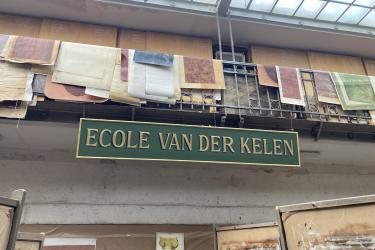 ECOLE VAN DER KELEN